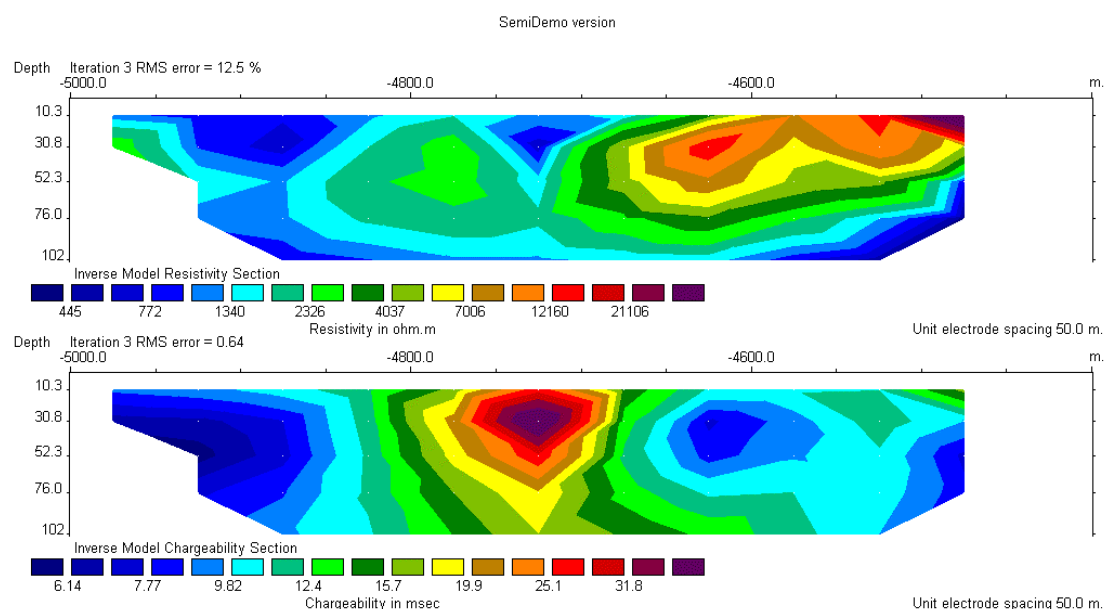 SemiDemo version
Depth Iteration 3 RMS error = 12.5 %
-5000.0 -4800.0 -4600.0 m.
10.3
30.8
52.3
76.0
102
Inverse Model Resistivity Section
445 772 1340 2326 4037 7006 12160 21106
Resistivity in ohm.m Unit electrode spacing 50.0 m.
Depth Iteration 3 RMS error = 0.64
-5000.0 -4800.0 -4600.0 m.
10.3
30.8
52.3
76.0
102
Inverse Model Chargeability Section
6.14 7.77 9.82 12.4 15.7 19.9 25.1 31.8
Chargeability in msec Unit electrode spacing 50.0 m.